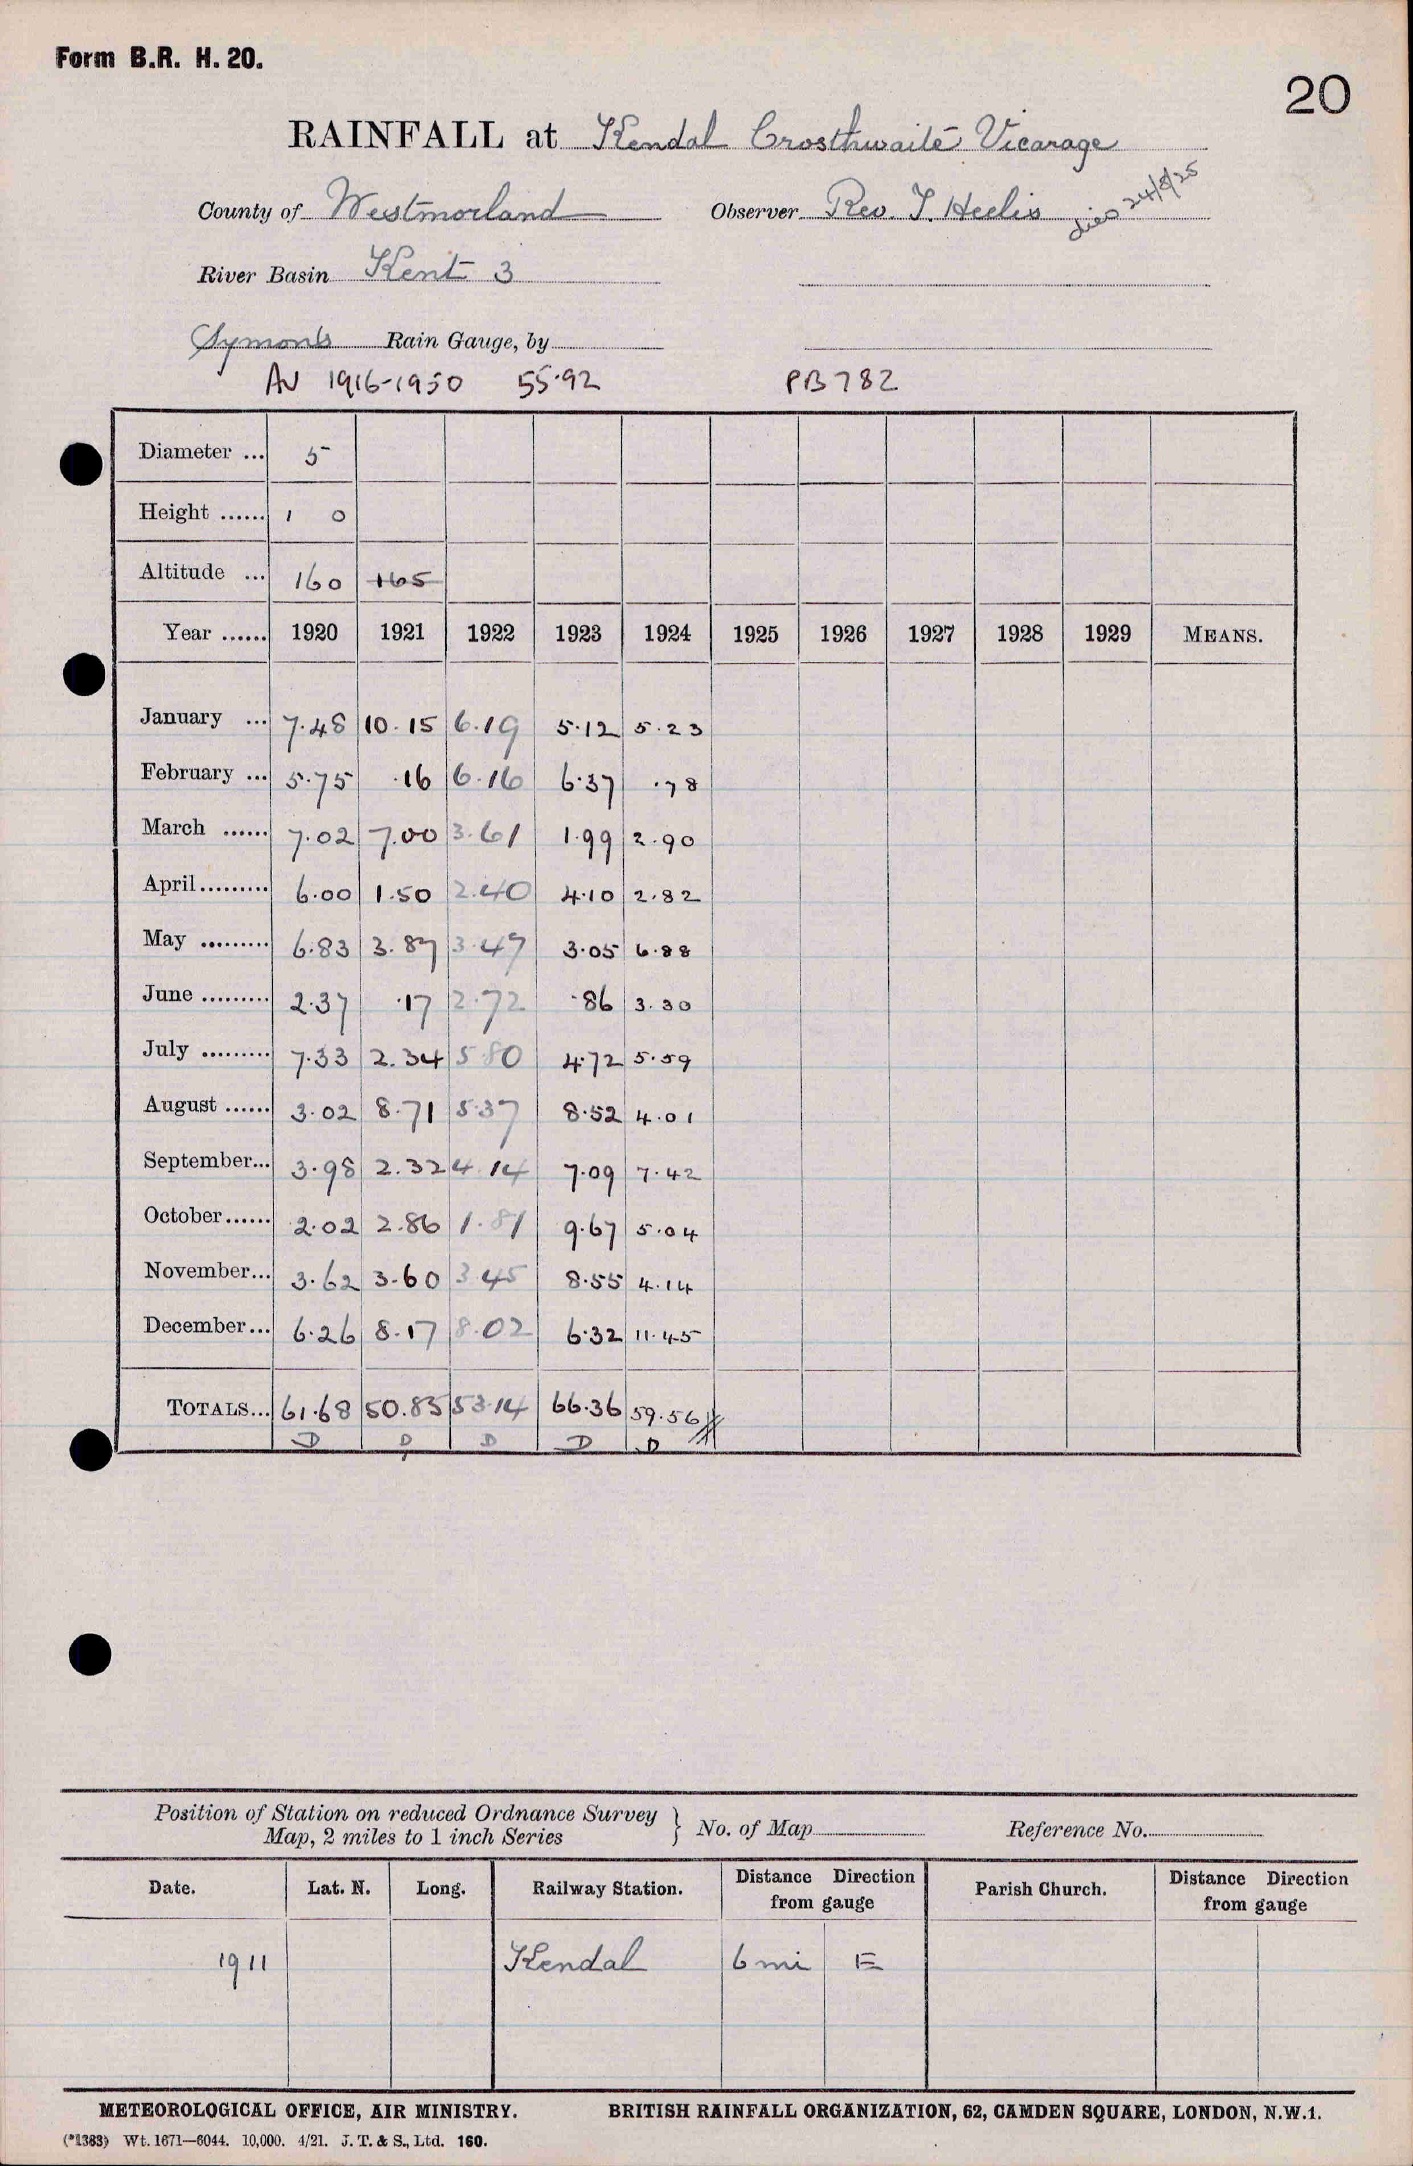 Form B.R. H. 20.
20
RAINFALL at Kendal Crosthwaite Vicarage
County of Westmorland Observer Rev. T. Heelis died 24/8/25
River Basin Kent 3
Symons Rain Gauge, by
AV 1916-1950 55.92 PB782
Diameter ... 5
Height ...... 1 0
Altitude ... 160 165
Year ...... 1920 1921 1922 1923 1924 1925 1926 1927 1928 1929 MEANS.
January ... 7.48 10.15 6.19 5.12 5.23
February ... 5.75 .16 6.16 6.37 .78
March ...... 7.02 7.00 3.61 1.99 2.90
April......... 6.00 1.50 2.40 4.10 2.82
May ......... 6.83 3.87 3.47 3.05 6.88
June ......... 2.37 .17 2.72 .86 3.30
July ......... 7.33 2.34 5.80 4.72 5.59
August ...... 3.02 8.71 5.37 8.52 4.01
September... 3.98 2.32 4.14 7.09 7.42
October...... 2.02 2.86 1.81 9.67 5.04
November... 3.62 3.60 3.45 8.55 4.14
December... 6.26 8.17 8.02 6.32 11.45
TOTALS... 61.68 50.85 53.14 66.36 59.56
D D D D D
Position of Station on reduced Ordnance Survey
Map, 2 miles to 1 inch Series } No. of Map Reference No.
Date. Lat. N. Long. Railway Station. Distance Direction from gauge Parish Church. Distance Direction from gauge
1911 Kendal 6 mi E
METEOROLOGICAL OFFICE, AIR MINISTRY. BRITISH RAINFALL ORGANIZATION, 62, CAMDEN SQUARE, LONDON, N.W.1.
(*1383) Wt. 1671—6044. 10,000. 4/21. J. T. & S., Ltd. 160.